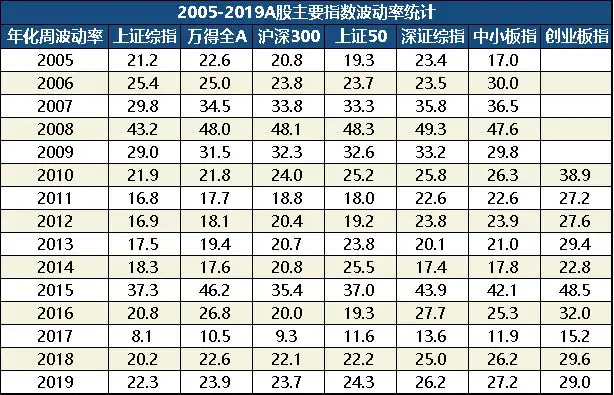 2005-2019A股主要指数波动率统计
年化周波动率 上证综指 万得全A 沪深300 上证50 深证综指 中小板指 创业板指
2005 21.2 22.6 20.8 19.3 23.4 17.0
2006 25.4 25.0 23.8 23.7 23.5 30.0
2007 29.8 34.5 33.8 33.3 35.8 36.5
2008 43.2 48.0 48.1 48.3 49.3 47.6
2009 29.0 31.5 32.3 32.6 33.2 29.8
2010 21.9 21.8 24.0 25.2 25.8 26.3 38.9
2011 16.8 17.7 18.8 18.0 22.6 22.6 27.2
2012 16.9 18.1 20.4 19.2 23.8 23.9 27.6
2013 17.5 19.4 20.7 23.8 20.1 21.0 29.4
2014 18.3 17.6 20.8 25.5 17.4 17.8 22.8
2015 37.3 46.2 35.4 37.0 43.9 42.1 48.5
2016 20.8 26.8 20.0 19.3 27.7 25.3 32.0
2017 8.1 10.5 9.3 11.6 13.6 11.9 15.2
2018 20.2 22.6 22.1 22.2 25.0 26.2 29.6
2019 22.3 23.9 23.7 24.3 26.2 27.2 29.0